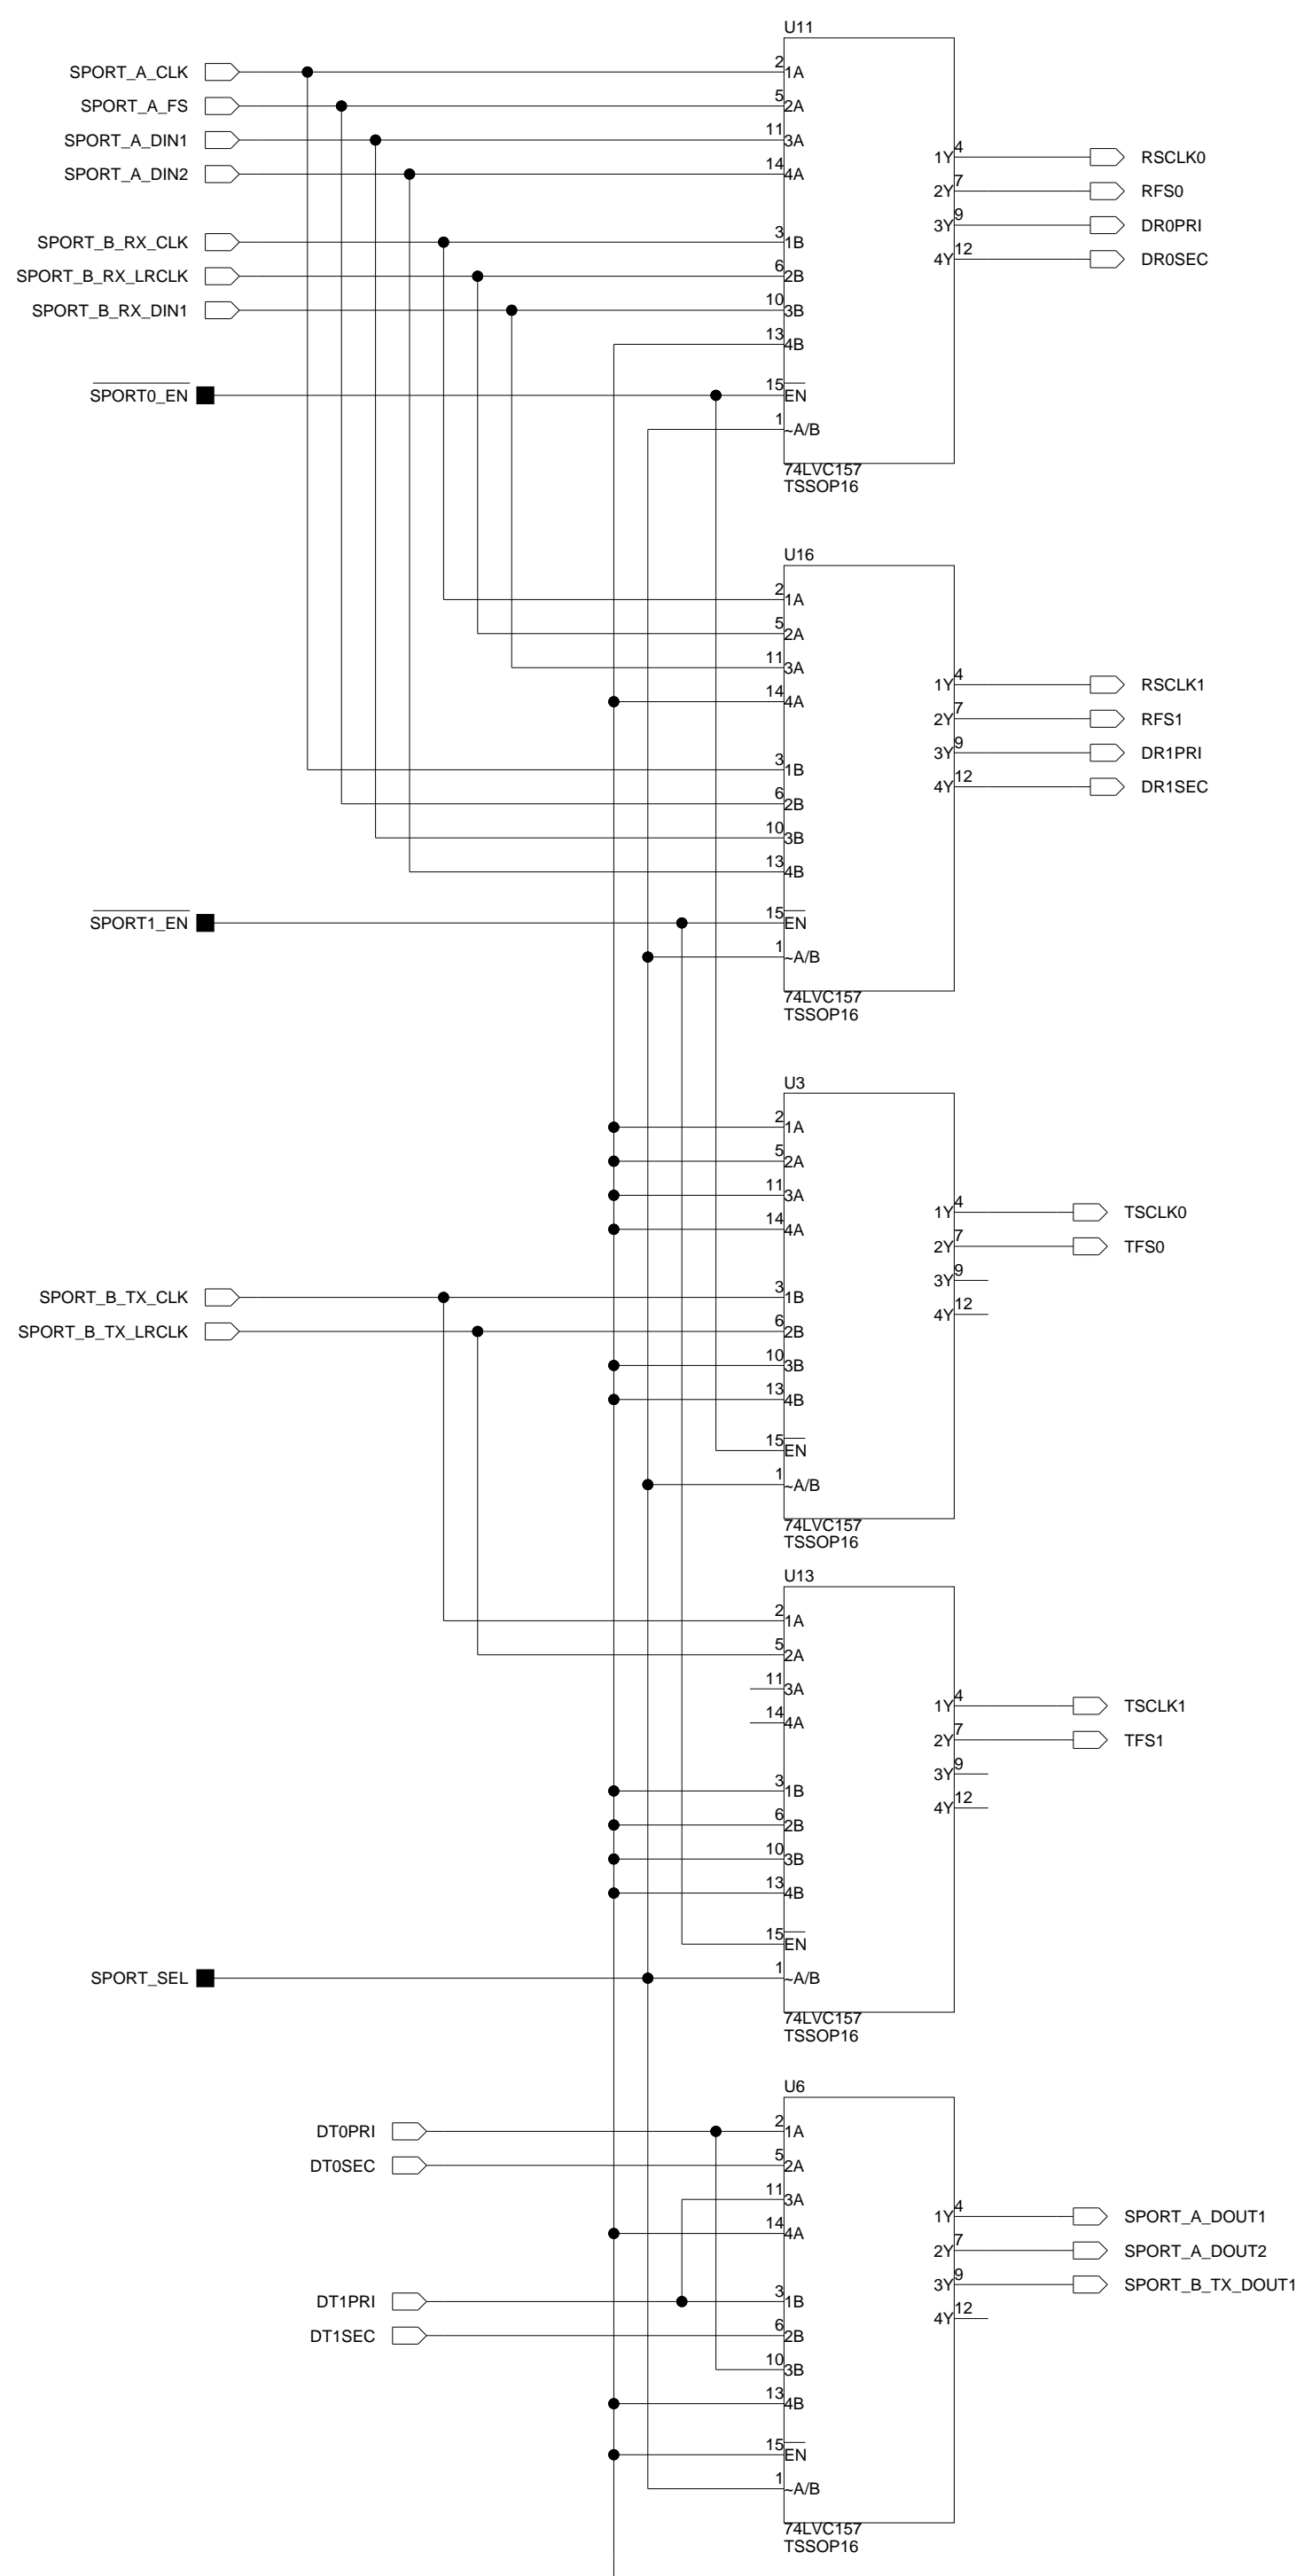 U11
SPORT_A_CLK 2 1A
SPORT_A_FS 5 2A
SPORT_A_DIN1 11 3A
SPORT_A_DIN2 14 4A
1Y 4 RSCLK0
2Y 7 RFS0
3Y 9 DR0PRI
4Y 12 DR0SEC
SPORT_B_RX_CLK 3 1B
SPORT_B_RX_LRCLK 6 2B
SPORT_B_RX_DIN1 10 3B
13 4B
SPORT0_EN 15 EN
1 ~A/B
74LVC157
TSSOP16
U16
2 1A
5 2A
11 3A
14 4A
1Y 4 RSCLK1
2Y 7 RFS1
3Y 9 DR1PRI
4Y 12 DR1SEC
3 1B
6 2B
10 3B
13 4B
SPORT1_EN 15 EN
1 ~A/B
74LVC157
TSSOP16
U3
2 1A
5 2A
11 3A
14 4A
1Y 4 TSCLK0
2Y 7 TFS0
3Y 9
4Y 12
SPORT_B_TX_CLK 3 1B
SPORT_B_TX_LRCLK 6 2B
10 3B
13 4B
15 EN
1 ~A/B
74LVC157
TSSOP16
U13
2 1A
5 2A
11 3A
14 4A
1Y 4 TSCLK1
2Y 7 TFS1
3Y 9
4Y 12
3 1B
6 2B
10 3B
13 4B
15 EN
SPORT_SEL 1 ~A/B
74LVC157
TSSOP16
U6
DT0PRI 2 1A
DT0SEC 5 2A
11 3A
14 4A
1Y 4 SPORT_A_DOUT1
2Y 7 SPORT_A_DOUT2
3Y 9 SPORT_B_TX_DOUT1
4Y 12
DT1PRI 3 1B
DT1SEC 6 2B
10 3B
13 4B
15 EN
1 ~A/B
74LVC157
TSSOP16